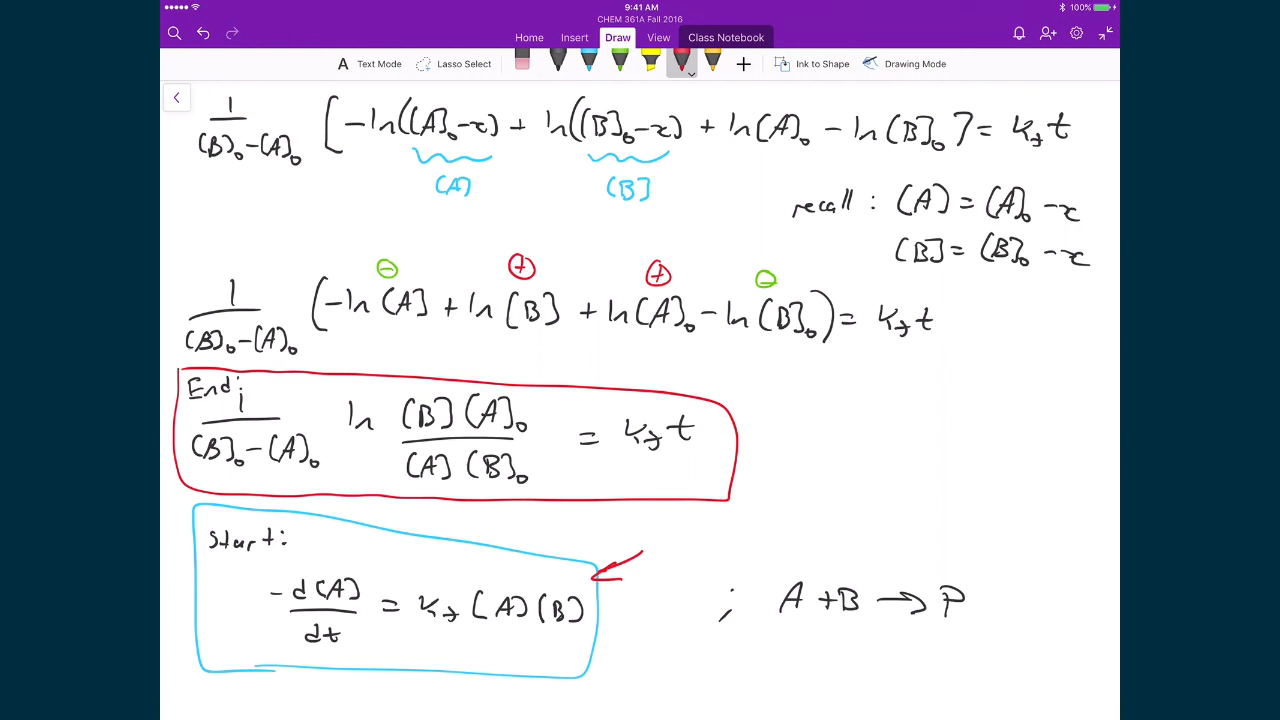 9:41 AM
100%
CHEM 361A Fall 2016
Home Insert Draw View Class Notebook
A Text Mode Lasso Select Ink to Shape Drawing Mode
1/([B]₀-[A]₀) [-ln([A]₀-x) + ln([B]₀-x) + ln[A]₀ - ln[B]₀] = k_f t
[A] [B]
recall : [A] = [A]₀ -x
[B] = [B]₀ -x
⊖ ⊕ ⊕ ⊖
1/([B]₀-[A]₀) (-ln[A] + ln[B] + ln[A]₀ - ln[B]₀) = k_f t
End:
1/([B]₀-[A]₀) ln [B][A]₀/[A][B]₀ = k_f t
Start:
-d[A]/dt = k_f [A][B] ; A + B → P